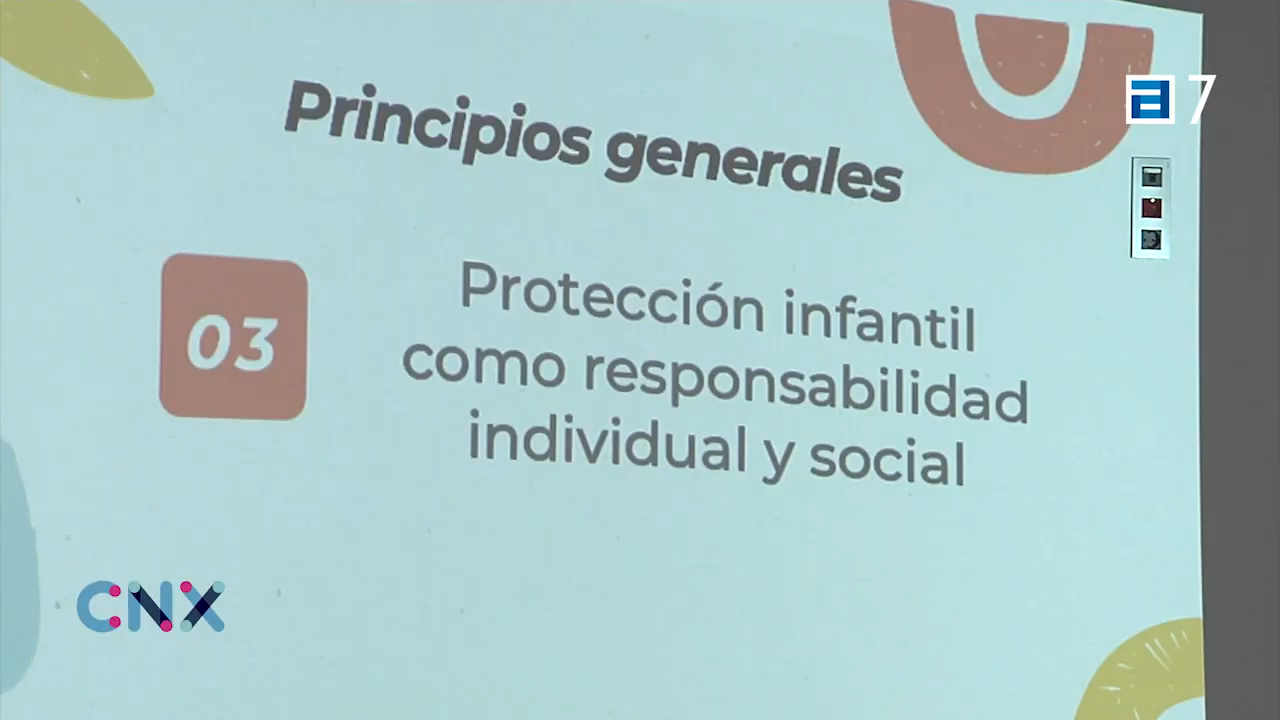 Principios generales
a 7
03
Protección infantil
como responsabilidad
individual y social
CNX